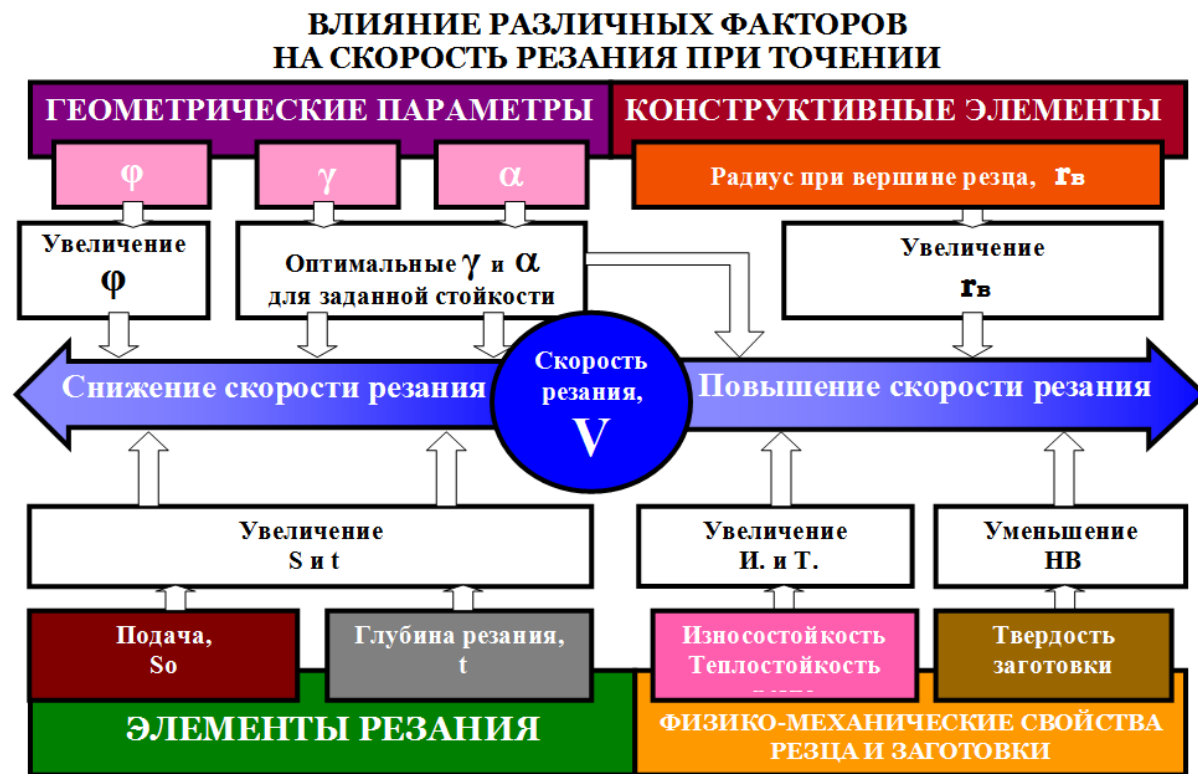 ВЛИЯНИЕ РАЗЛИЧНЫХ ФАКТОРОВ
НА СКОРОСТЬ РЕЗАНИЯ ПРИ ТОЧЕНИИ
ГЕОМЕТРИЧЕСКИЕ ПАРАМЕТРЫ
КОНСТРУКТИВНЫЕ ЭЛЕМЕНТЫ
φ
γ
α
Радиус при вершине резца, rв
Увеличение
φ
Оптимальные γ и α
для заданной стойкости
Увеличение
rв
Снижение скорости резания
Скорость
резания,
V
Повышение скорости резания
Увеличение
S и t
Увеличение
И. и Т.
Уменьшение
НВ
Подача,
So
Глубина резания,
t
Износостойкость
Теплостойкость
Твердость
заготовки
ЭЛЕМЕНТЫ РЕЗАНИЯ
ФИЗИКО-МЕХАНИЧЕСКИЕ СВОЙСТВА
РЕЗЦА И ЗАГОТОВКИ